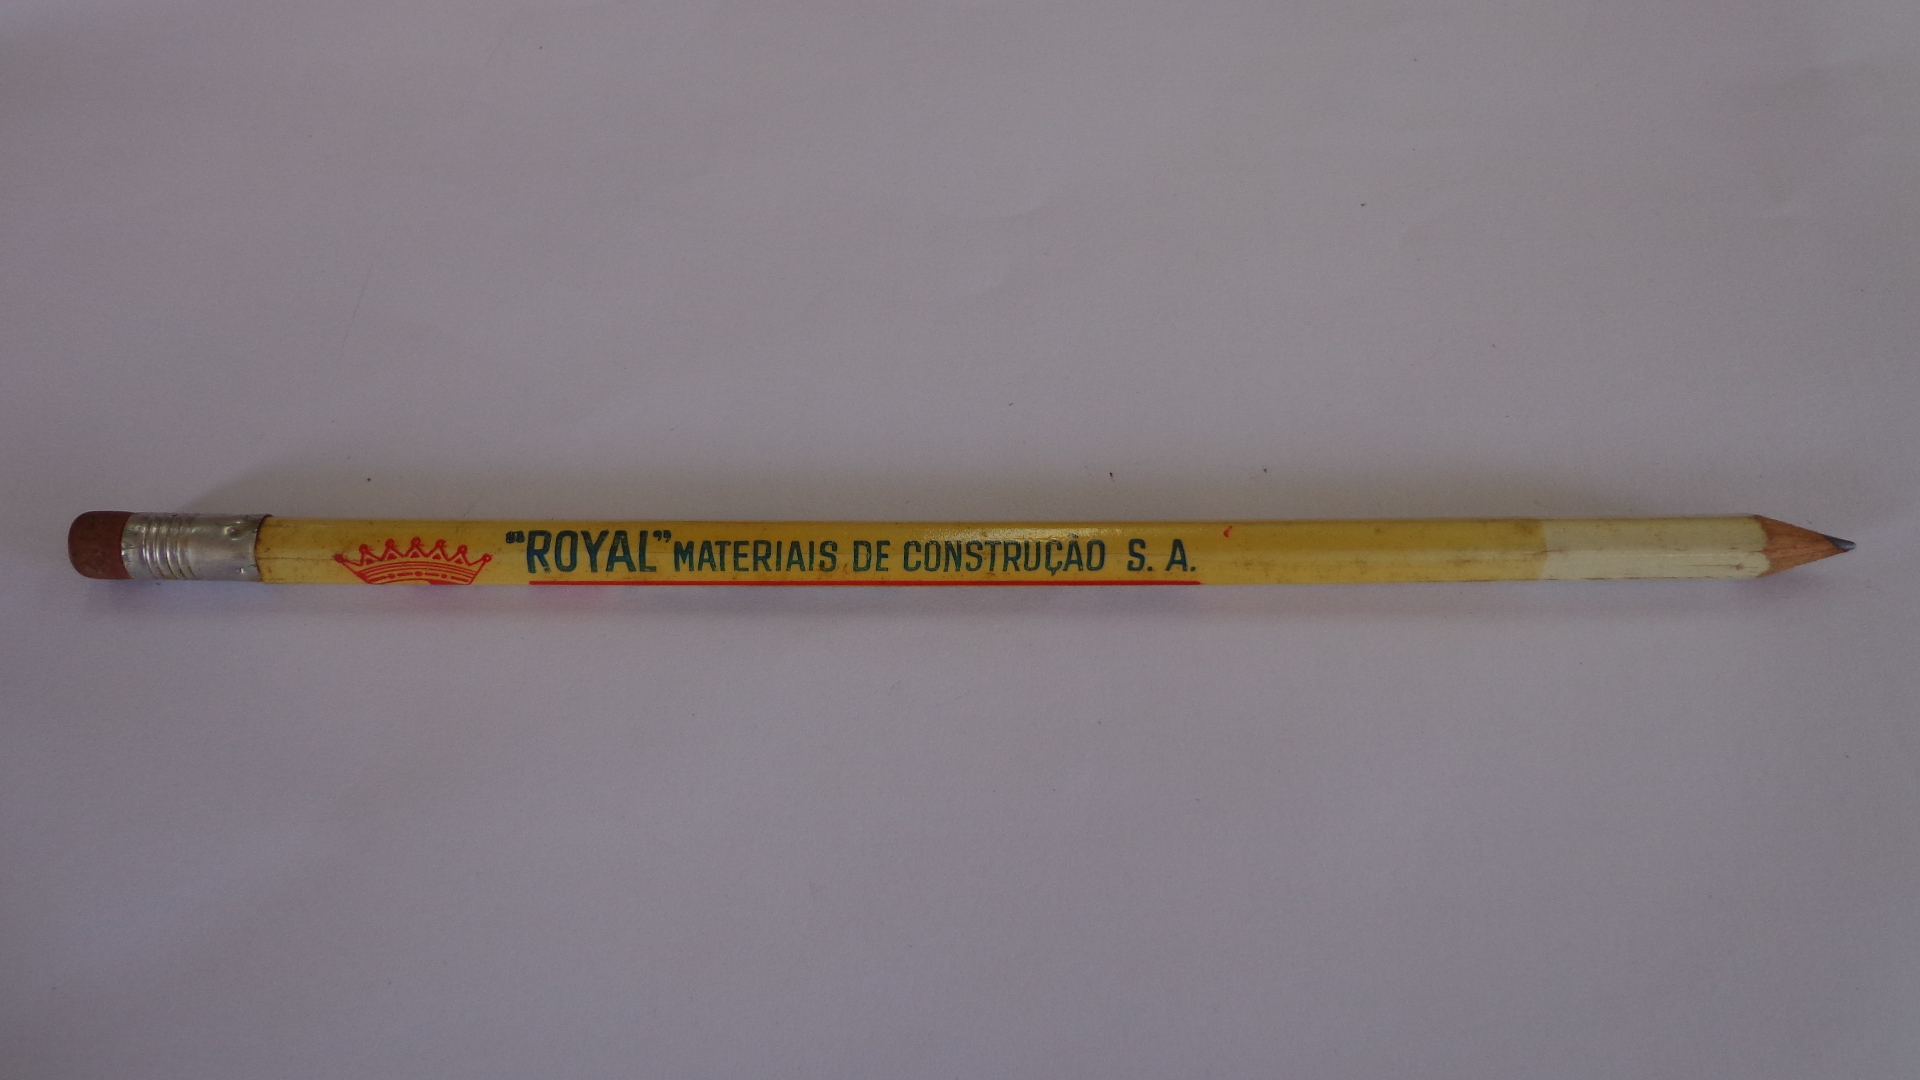 “ROYAL” MATERIAIS DE CONSTRUÇÃO S. A.